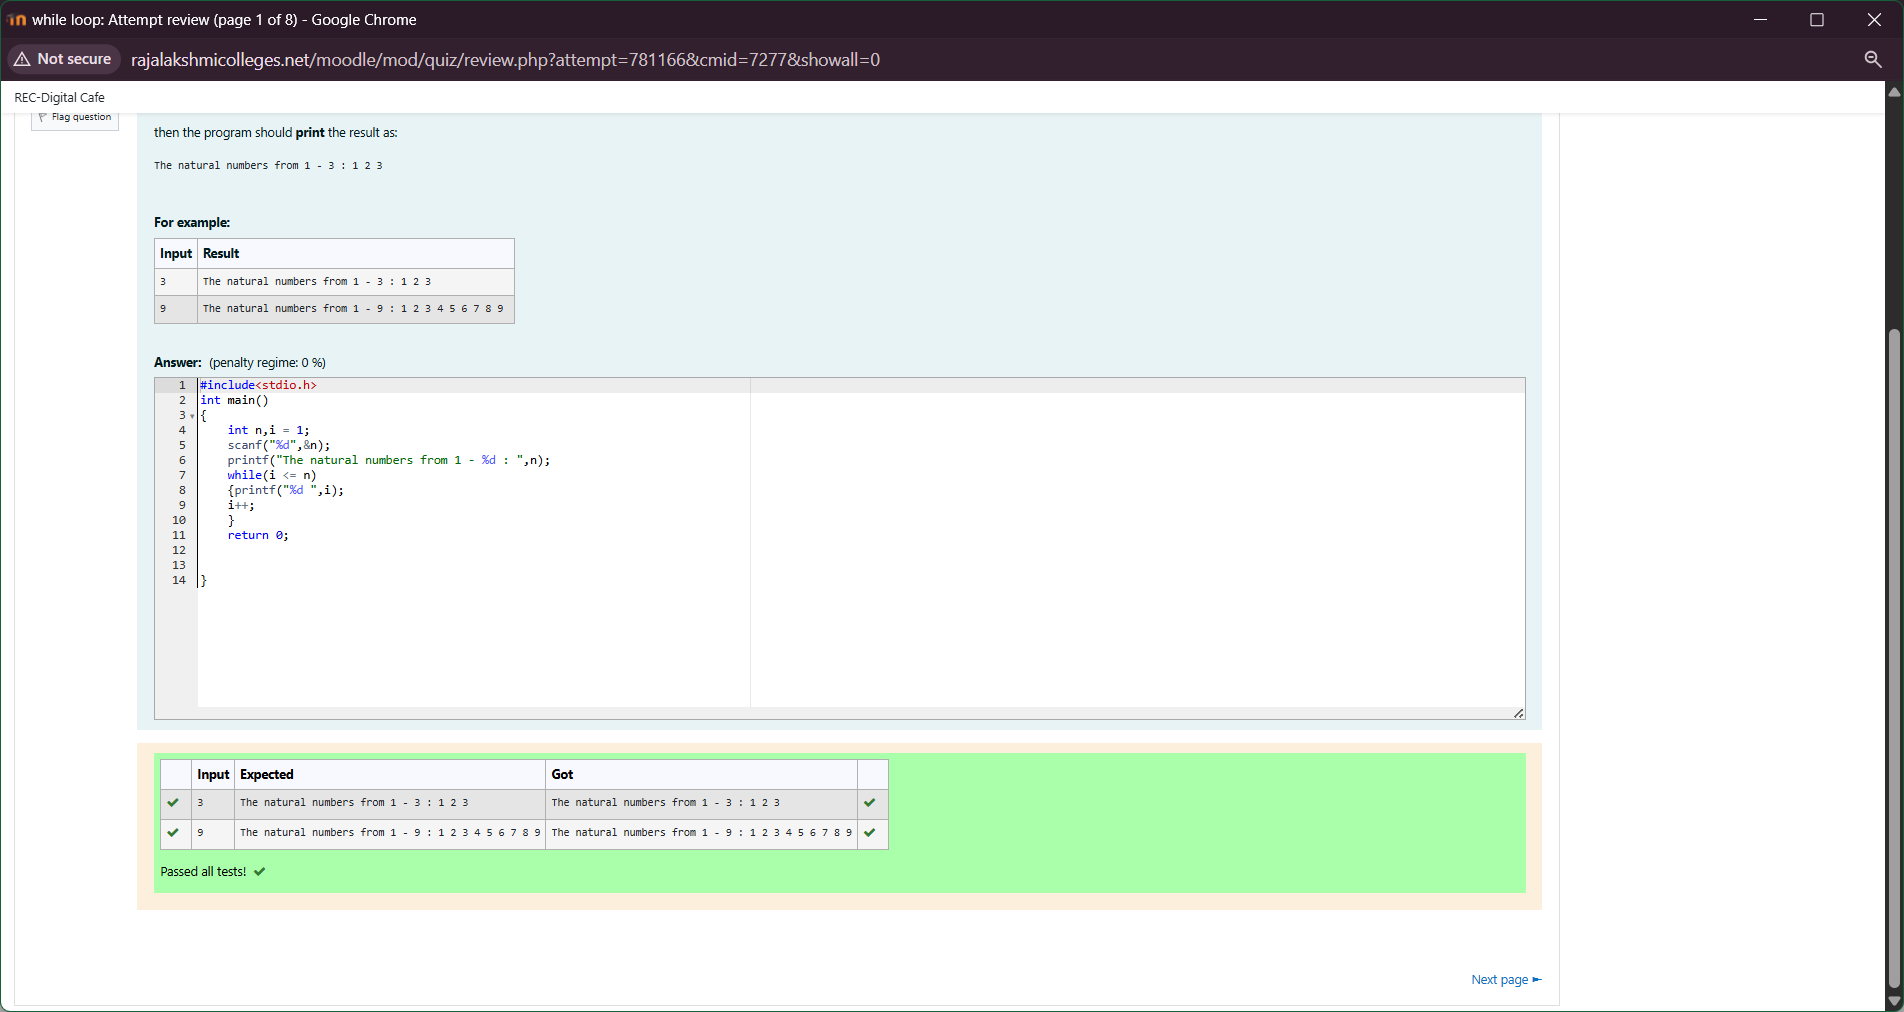 while loop: Attempt review (page 1 of 8) - Google Chrome
Not secure rajalakshmicolleges.net/moodle/mod/quiz/review.php?attempt=781166&cmid=7277&showall=0
REC-Digital Cafe
Flag question
then the program should print the result as:
The natural numbers from 1 - 3 : 1 2 3
For example:
Input Result
3 The natural numbers from 1 - 3 : 1 2 3
9 The natural numbers from 1 - 9 : 1 2 3 4 5 6 7 8 9
Answer: (penalty regime: 0 %)
1 #include<stdio.h>
2 int main()
3 {
4 int n,i = 1;
5 scanf("%d",&n);
6 printf("The natural numbers from 1 - %d : ",n);
7 while(i <= n)
8 {printf("%d ",i);
9 i++;
10 }
11 return 0;
12
13
14 }
Input Expected Got
3 The natural numbers from 1 - 3 : 1 2 3 The natural numbers from 1 - 3 : 1 2 3
9 The natural numbers from 1 - 9 : 1 2 3 4 5 6 7 8 9 The natural numbers from 1 - 9 : 1 2 3 4 5 6 7 8 9
Passed all tests!
Next page